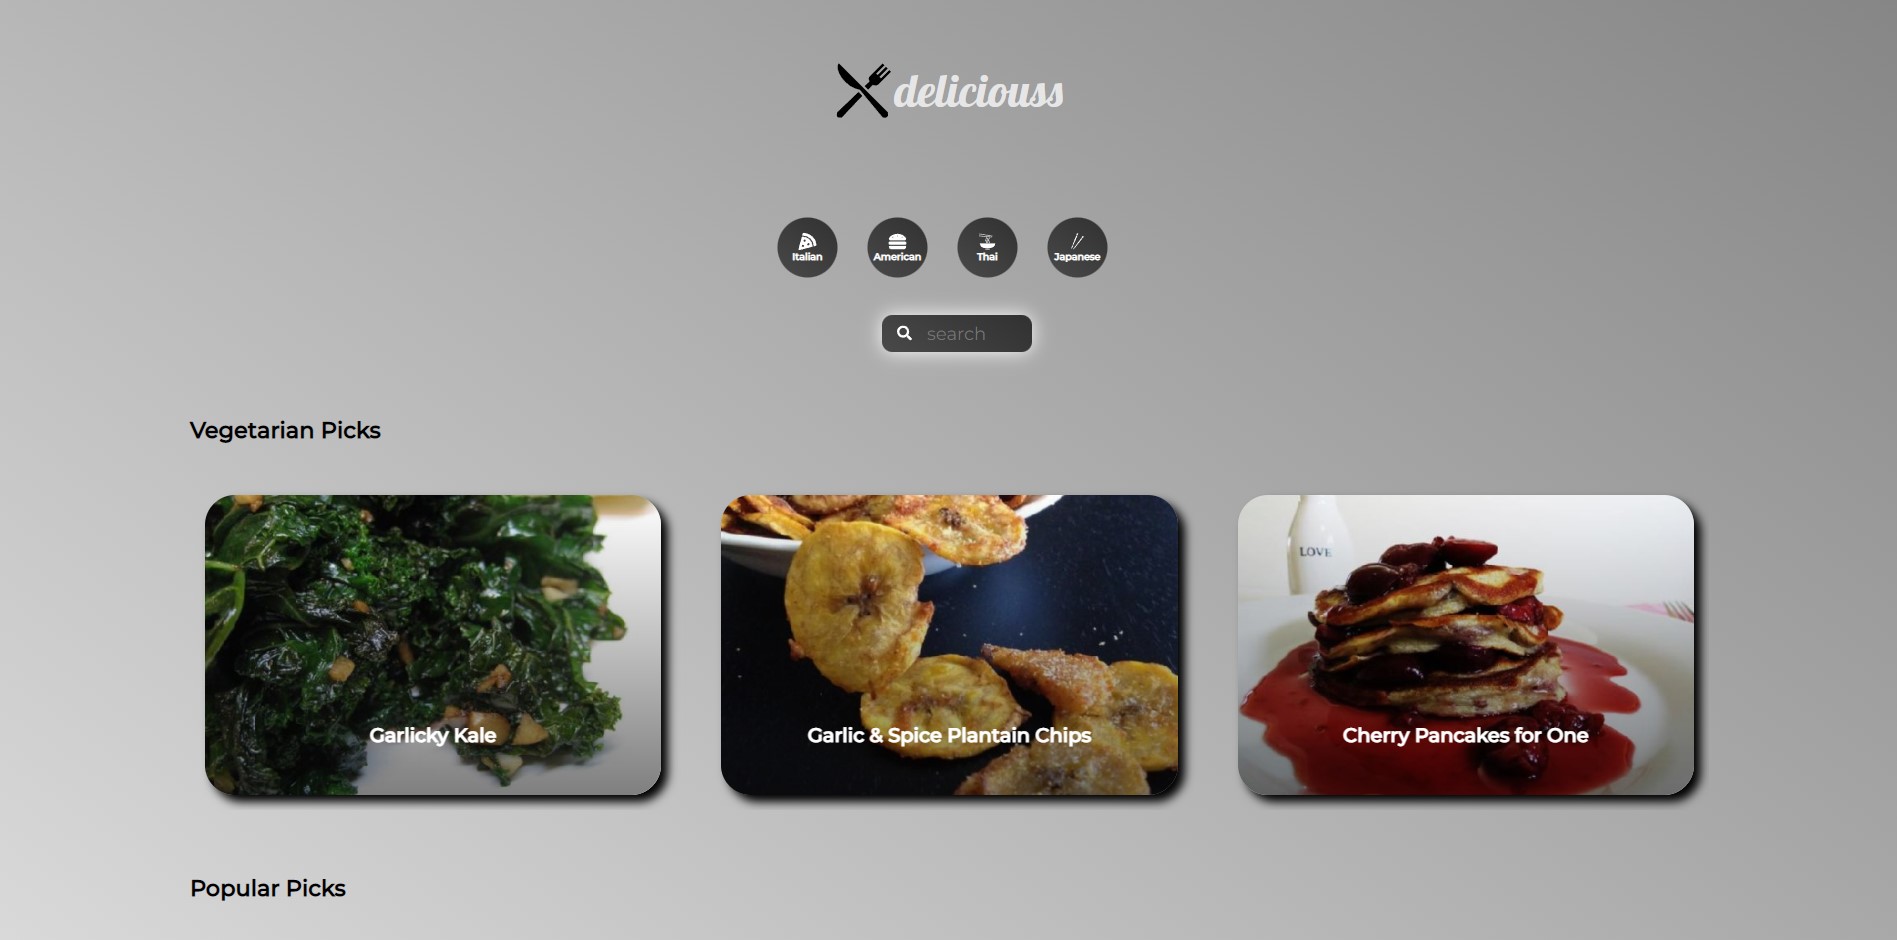 deliciouss
Italian
American
Thai
Japanese
search
Vegetarian Picks
LOVE
Garlicky Kale
Garlic & Spice Plantain Chips
Cherry Pancakes for One
Popular Picks